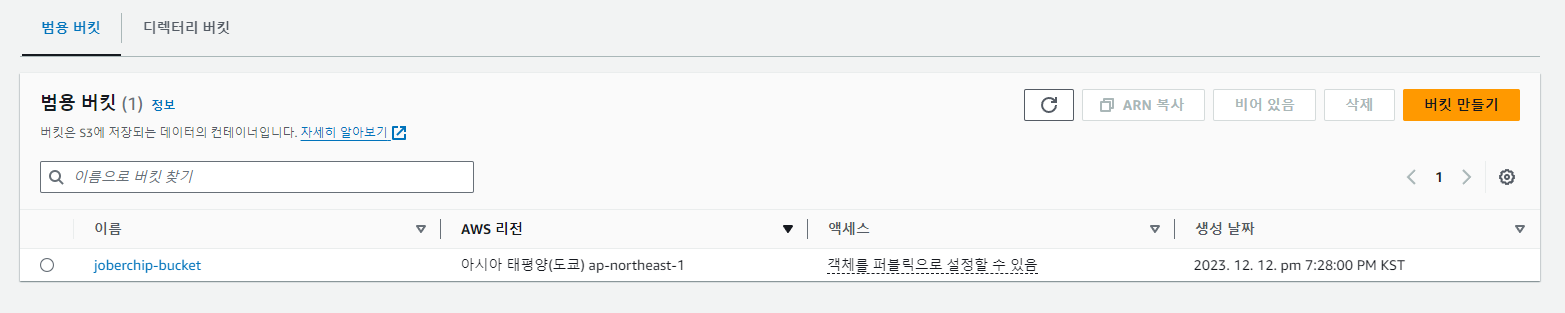 범용 버킷 디렉터리 버킷
범용 버킷 (1) 정보
ARN 복사 비어 있음 삭제 버킷 만들기
버킷은 S3에 저장되는 데이터의 컨테이너입니다. 자세히 알아보기
이름으로 버킷 찾기
1
이름 AWS 리전 액세스 생성 날짜
joberchip-bucket 아시아 태평양(도쿄) ap-northeast-1 객체를 퍼블릭으로 설정할 수 있음 2023. 12. 12. pm 7:28:00 PM KST